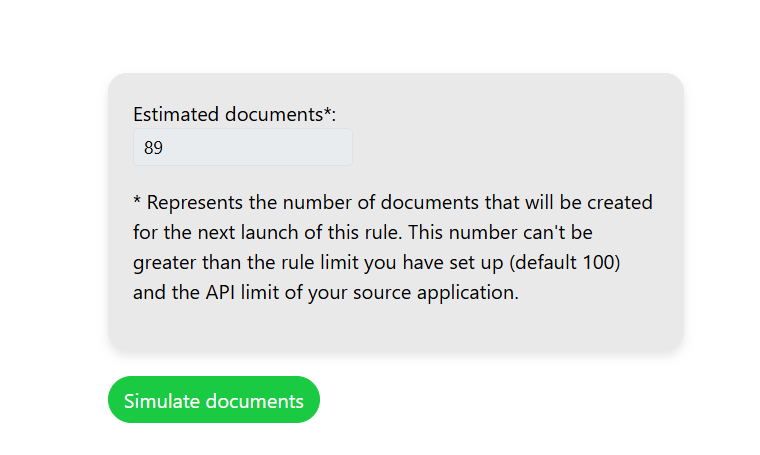 Estimated documents*:
89
* Represents the number of documents that will be created
for the next launch of this rule. This number can't be
greater than the rule limit you have set up (default 100)
and the API limit of your source application.
Simulate documents